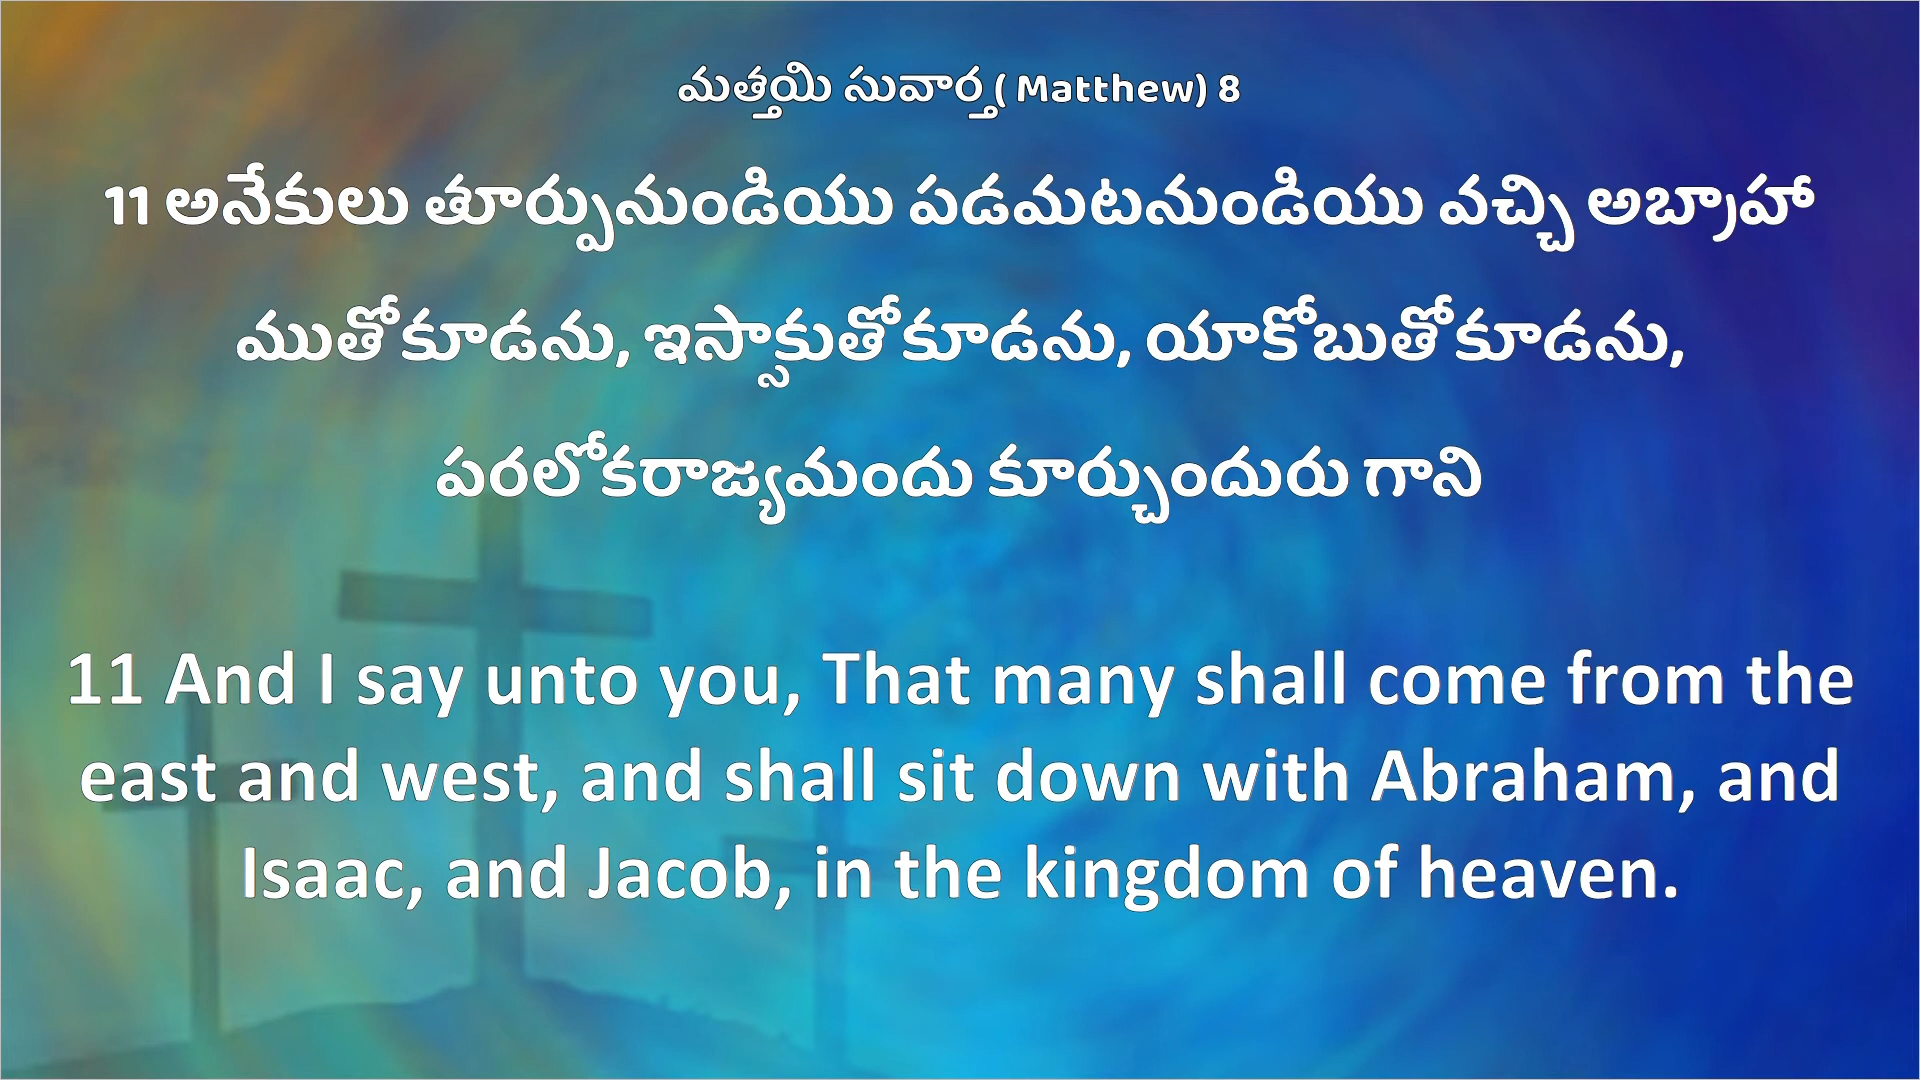 మత్తయి సువార్త ( Matthew) 8
11 అనేకులు తూర్పునుండియు పడమటనుండియు వచ్చి అబ్రాహా
ముతోకూడను, ఇస్సాకుతోకూడను, యాకోబుతోకూడను,
పరలోకరాజ్యమందు కూర్చుందురు గాని
11 And I say unto you, That many shall come from the
east and west, and shall sit down with Abraham, and
Isaac, and Jacob, in the kingdom of heaven.